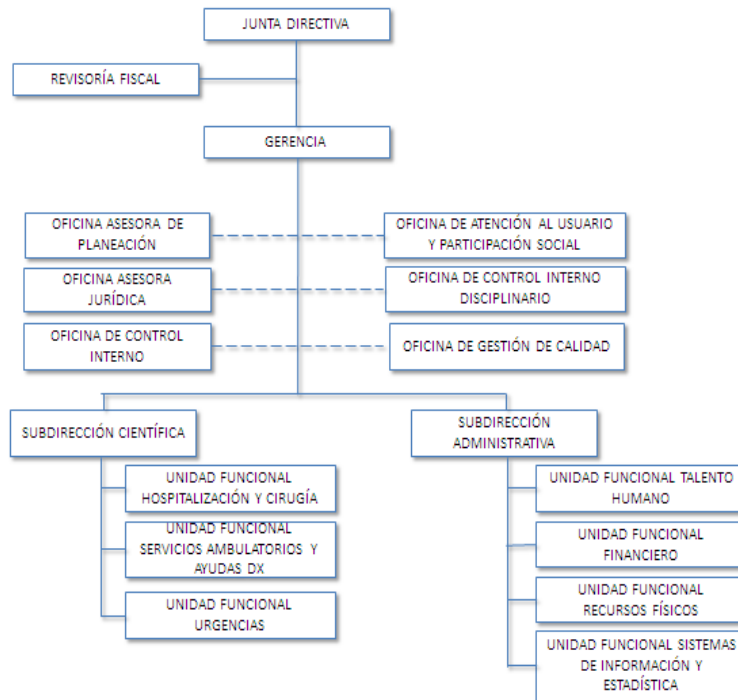 JUNTA DIRECTIVA
REVISORÍA FISCAL
GERENCIA
OFICINA ASESORA DE
PLANEACIÓN
OFICINA DE ATENCIÓN AL USUARIO
Y PARTICIPACIÓN SOCIAL
OFICINA ASESORA
JURÍDICA
OFICINA DE CONTROL INTERNO
DISCIPLINARIO
OFICINA DE CONTROL
INTERNO
OFICINA DE GESTIÓN DE CALIDAD
SUBDIRECCIÓN CIENTÍFICA
UNIDAD FUNCIONAL
HOSPITALIZACIÓN Y CIRUGÍA
UNIDAD FUNCIONAL
SERVICIOS AMBULATORIOS Y
AYUDAS DX
UNIDAD FUNCIONAL
URGENCIAS
SUBDIRECCIÓN
ADMINISTRATIVA
UNIDAD FUNCIONAL TALENTO
HUMANO
UNIDAD FUNCIONAL
FINANCIERO
UNIDAD FUNCIONAL
RECURSOS FÍSICOS
UNIDAD FUNCIONAL SISTEMAS
DE INFORMACIÓN Y
ESTADÍSTICA